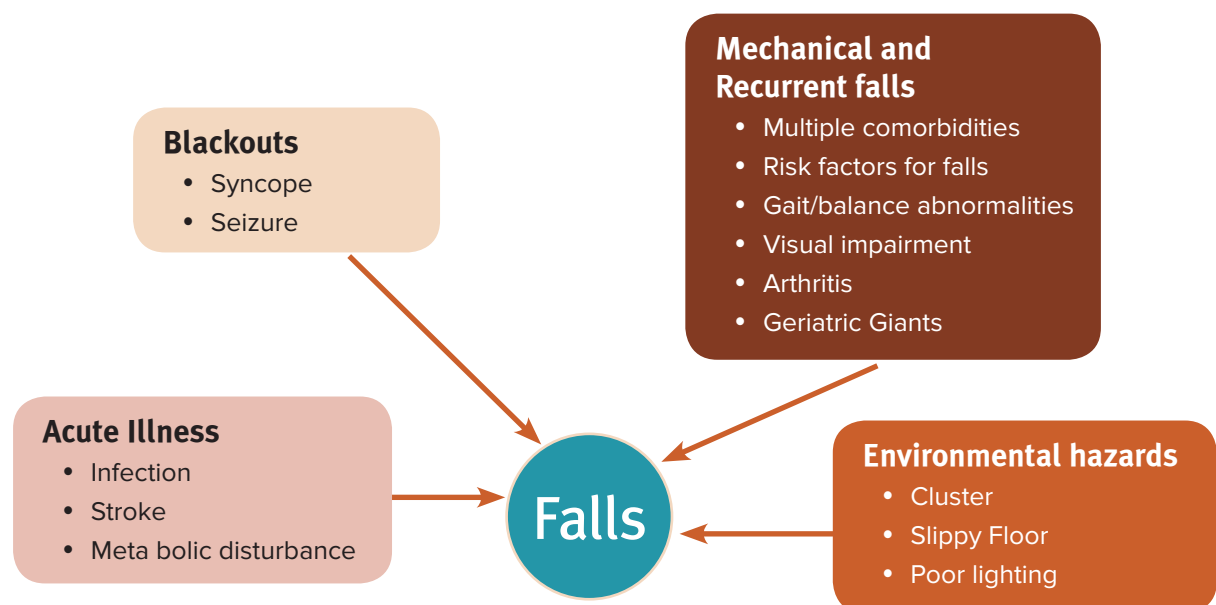 Blackouts
• Syncope
• Seizure
Mechanical and
Recurrent falls
• Multiple comorbidities
• Risk factors for falls
• Gait/balance abnormalities
• Visual impairment
• Arthritis
• Geriatric Giants
Acute Illness
• Infection
• Stroke
• Meta bolic disturbance
Falls
Environmental hazards
• Cluster
• Slippy Floor
• Poor lighting